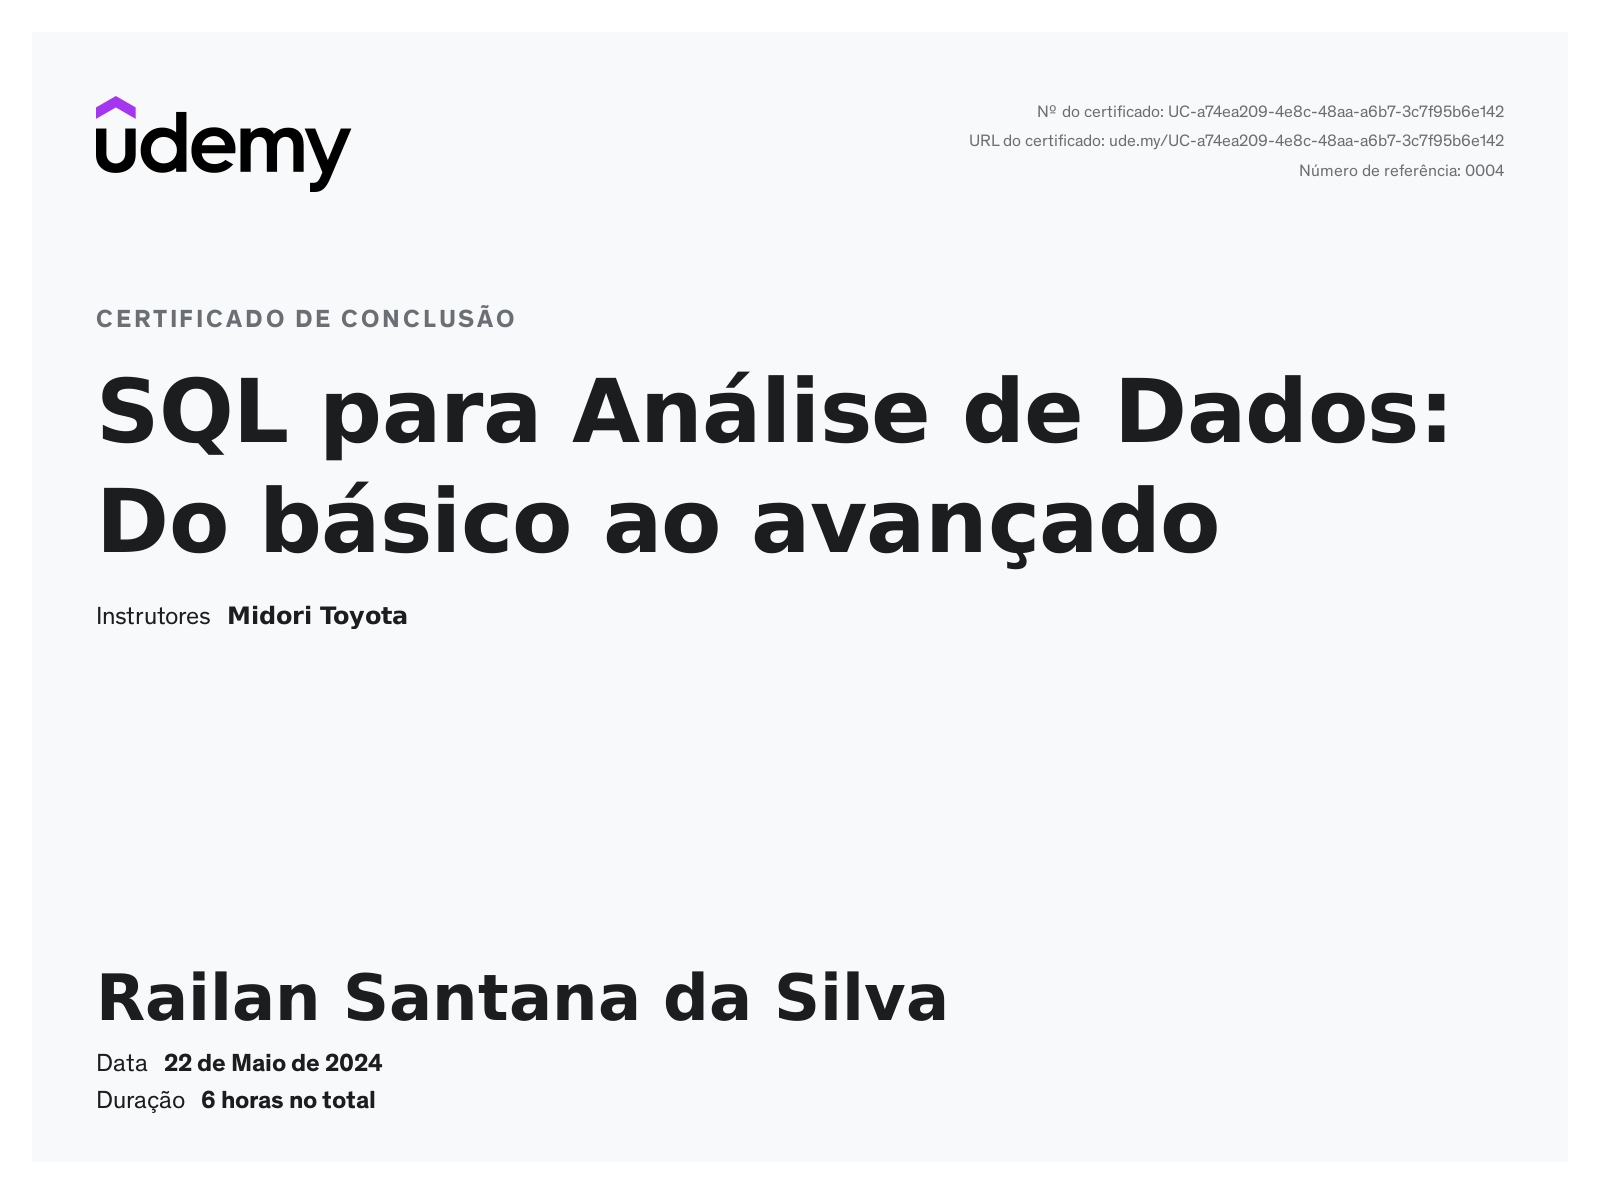 udemy
Nº do certificado: UC-a74ea209-4e8c-48aa-a6b7-3c7f95b6e142
URL do certificado: ude.my/UC-a74ea209-4e8c-48aa-a6b7-3c7f95b6e142
Número de referência: 0004
CERTIFICADO DE CONCLUSÃO
SQL para Análise de Dados:
Do básico ao avançado
Instrutores Midori Toyota
Railan Santana da Silva
Data 22 de Maio de 2024
Duração 6 horas no total